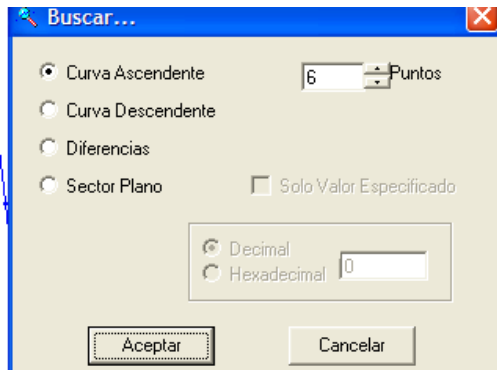 Buscar...
Curva Ascendente 6 Puntos
Curva Descendente
Diferencias
Sector Plano Solo Valor Especificado
Decimal
Hexadecimal 0
Aceptar Cancelar